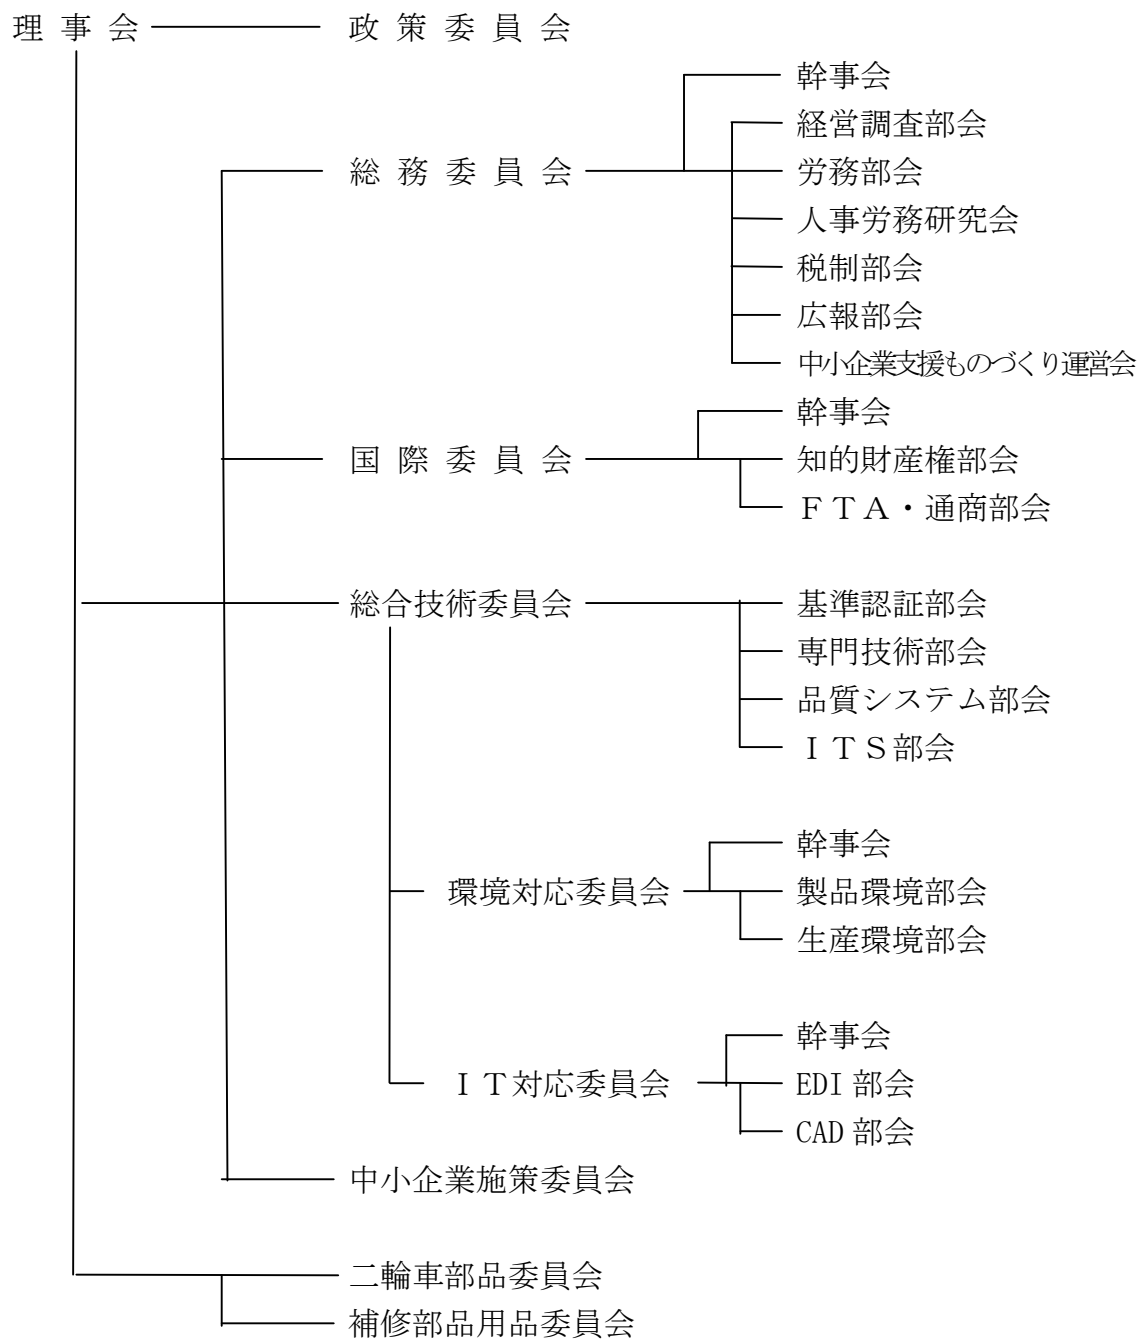 理事会 政策委員会
幹事会
経営調査部会
総務委員会 労務部会
人事労務研究会
税制部会
広報部会
中小企業支援ものづくり運営会
幹事会
国際委員会 知的財産権部会
ＦＴＡ・通商部会
総合技術委員会 基準認証部会
専門技術部会
品質システム部会
ＩＴＳ部会
幹事会
環境対応委員会 製品環境部会
生産環境部会
幹事会
ＩＴ対応委員会 EDI 部会
CAD 部会
中小企業施策委員会
二輪車部品委員会
補修部品用品委員会